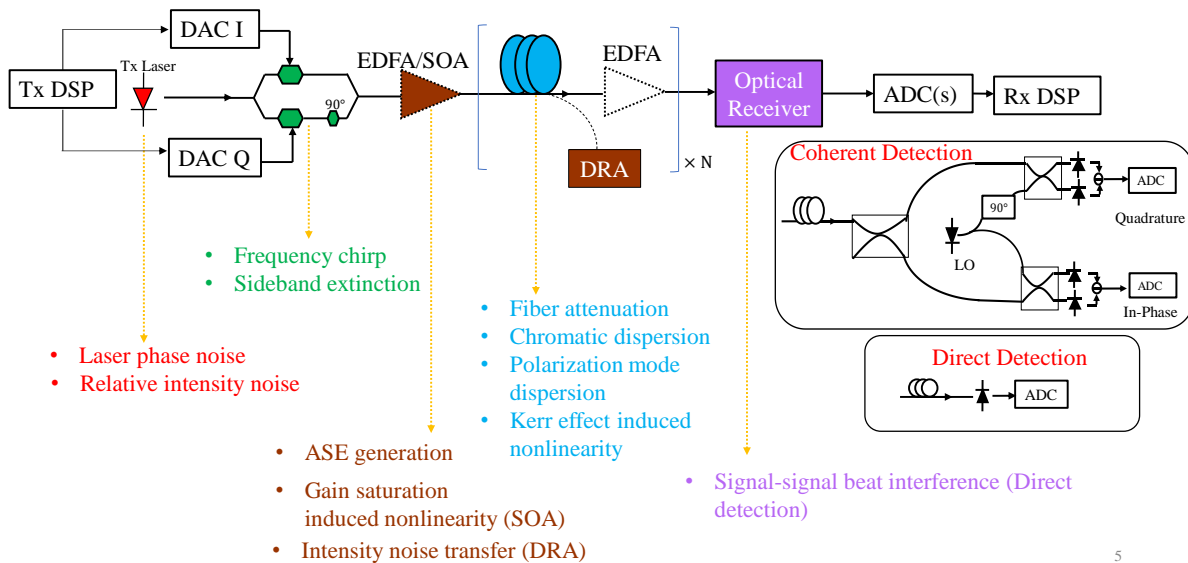 DAC I
Tx Laser
Tx DSP
90°
DAC Q
EDFA/SOA
EDFA
DRA
× N
Optical
Receiver
ADC(s)
Rx DSP
Coherent Detection
ADC
90°
Quadrature
LO
ADC
In-Phase
Direct Detection
ADC
• Frequency chirp
• Sideband extinction
• Laser phase noise
• Relative intensity noise
• Fiber attenuation
• Chromatic dispersion
• Polarization mode
dispersion
• Kerr effect induced
nonlinearity
• ASE generation
• Gain saturation
induced nonlinearity (SOA)
• Intensity noise transfer (DRA)
• Signal-signal beat interference (Direct
detection)
5